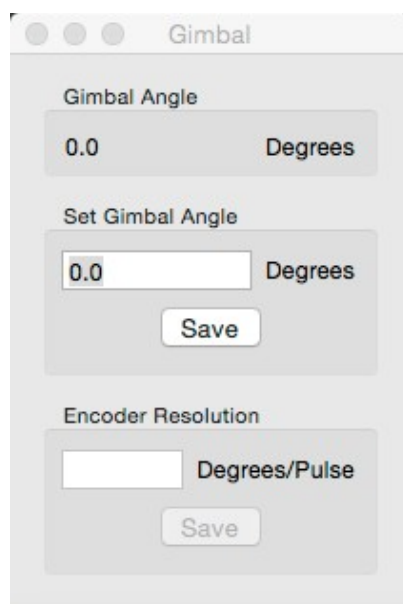 Gimbal
Gimbal Angle
0.0 Degrees
Set Gimbal Angle
0.0 Degrees
Save
Encoder Resolution
Degrees/Pulse
Save